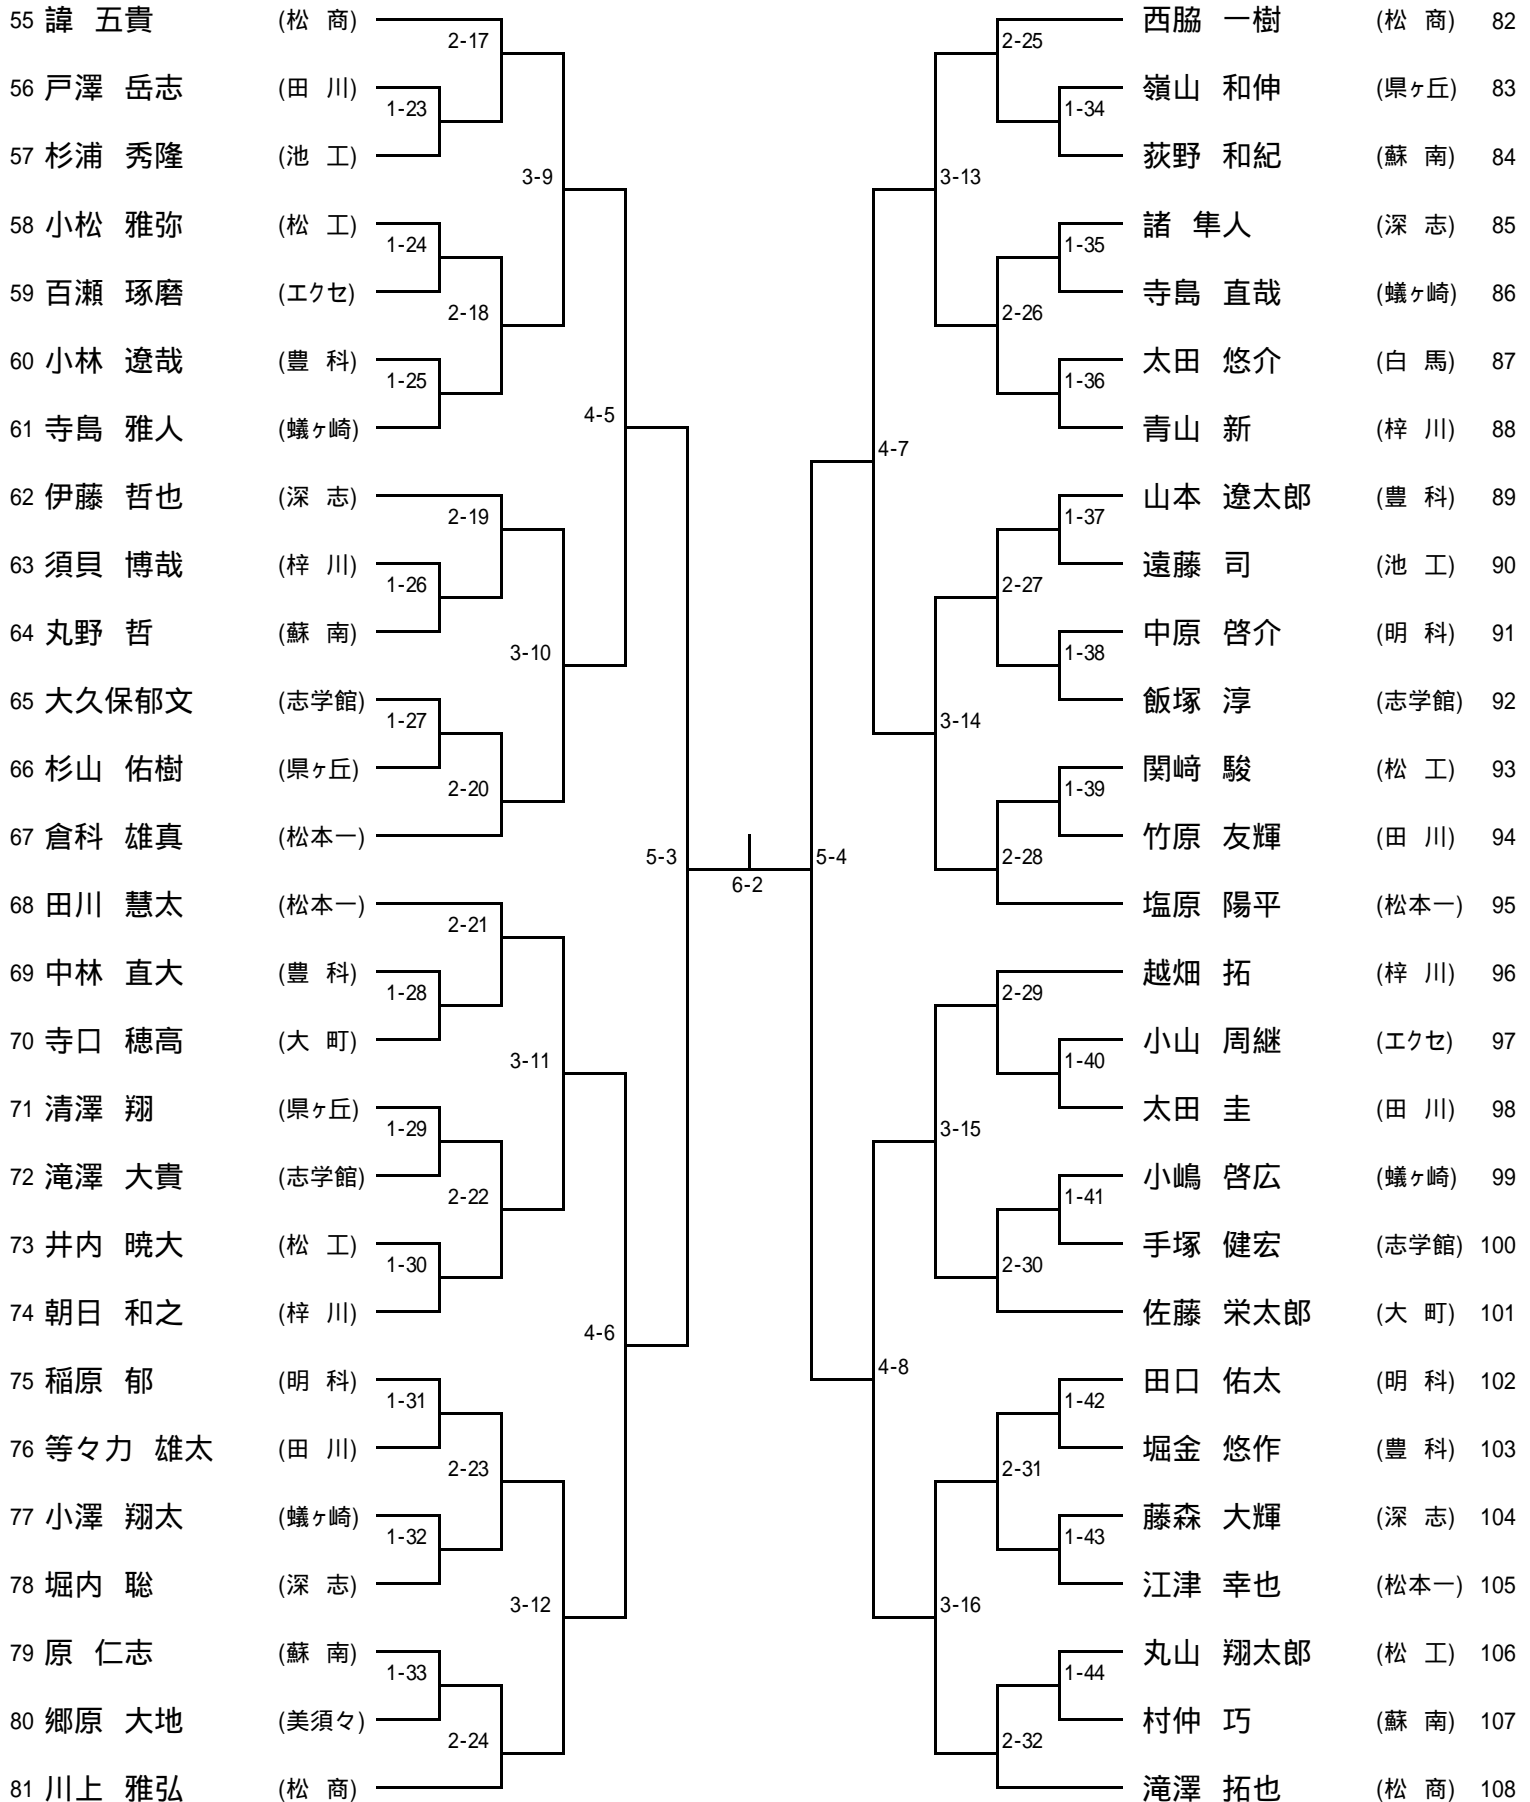 55 諱 五貴 (松 商)
2-17
56 戸澤 岳志 (田 川)
1-23
57 杉浦 秀隆 (池 工)
3-9
58 小松 雅弥 (松 工)
1-24
59 百瀬 琢磨 (エクセ)
2-18
60 小林 遼哉 (豊 科)
1-25
61 寺島 雅人 (蟻ヶ崎)
4-5
62 伊藤 哲也 (深 志)
2-19
63 須貝 博哉 (梓 川)
1-26
64 丸野 哲 (蘇 南)
3-10
65 大久保郁文 (志学館)
1-27
66 杉山 佑樹 (県ヶ丘)
2-20
67 倉科 雄真 (松本一)
5-3
68 田川 慧太 (松本一)
2-21
69 中林 直大 (豊 科)
1-28
70 寺口 穂高 (大 町)
3-11
71 清澤 翔 (県ヶ丘)
1-29
72 滝澤 大貴 (志学館)
2-22
73 井内 暁大 (松 工)
1-30
74 朝日 和之 (梓 川)
4-6
75 稲原 郁 (明 科)
1-31
76 等々力 雄太 (田 川)
2-23
77 小澤 翔太 (蟻ヶ崎)
1-32
78 堀内 聡 (深 志)
3-12
79 原 仁志 (蘇 南)
1-33
80 郷原 大地 (美須々)
2-24
81 川上 雅弘 (松 商)
6-2
西脇 一樹 (松 商) 82
2-25
嶺山 和伸 (県ヶ丘) 83
1-34
荻野 和紀 (蘇 南) 84
3-13
諸 隼人 (深 志) 85
1-35
寺島 直哉 (蟻ヶ崎) 86
2-26
太田 悠介 (白 馬) 87
1-36
青山 新 (梓 川) 88
4-7
山本 遼太郎 (豊 科) 89
1-37
遠藤 司 (池 工) 90
2-27
中原 啓介 (明 科) 91
1-38
飯塚 淳 (志学館) 92
3-14
関﨑 駿 (松 工) 93
1-39
竹原 友輝 (田 川) 94
2-28
5-4
塩原 陽平 (松本一) 95
越畑 拓 (梓 川) 96
2-29
小山 周継 (エクセ) 97
1-40
太田 圭 (田 川) 98
3-15
小嶋 啓広 (蟻ヶ崎) 99
1-41
手塚 健宏 (志学館) 100
2-30
佐藤 栄太郎 (大 町) 101
4-8
田口 佑太 (明 科) 102
1-42
堀金 悠作 (豊 科) 103
2-31
藤森 大輝 (深 志) 104
1-43
江津 幸也 (松本一) 105
3-16
丸山 翔太郎 (松 工) 106
1-44
村仲 巧 (蘇 南) 107
2-32
滝澤 拓也 (松 商) 108